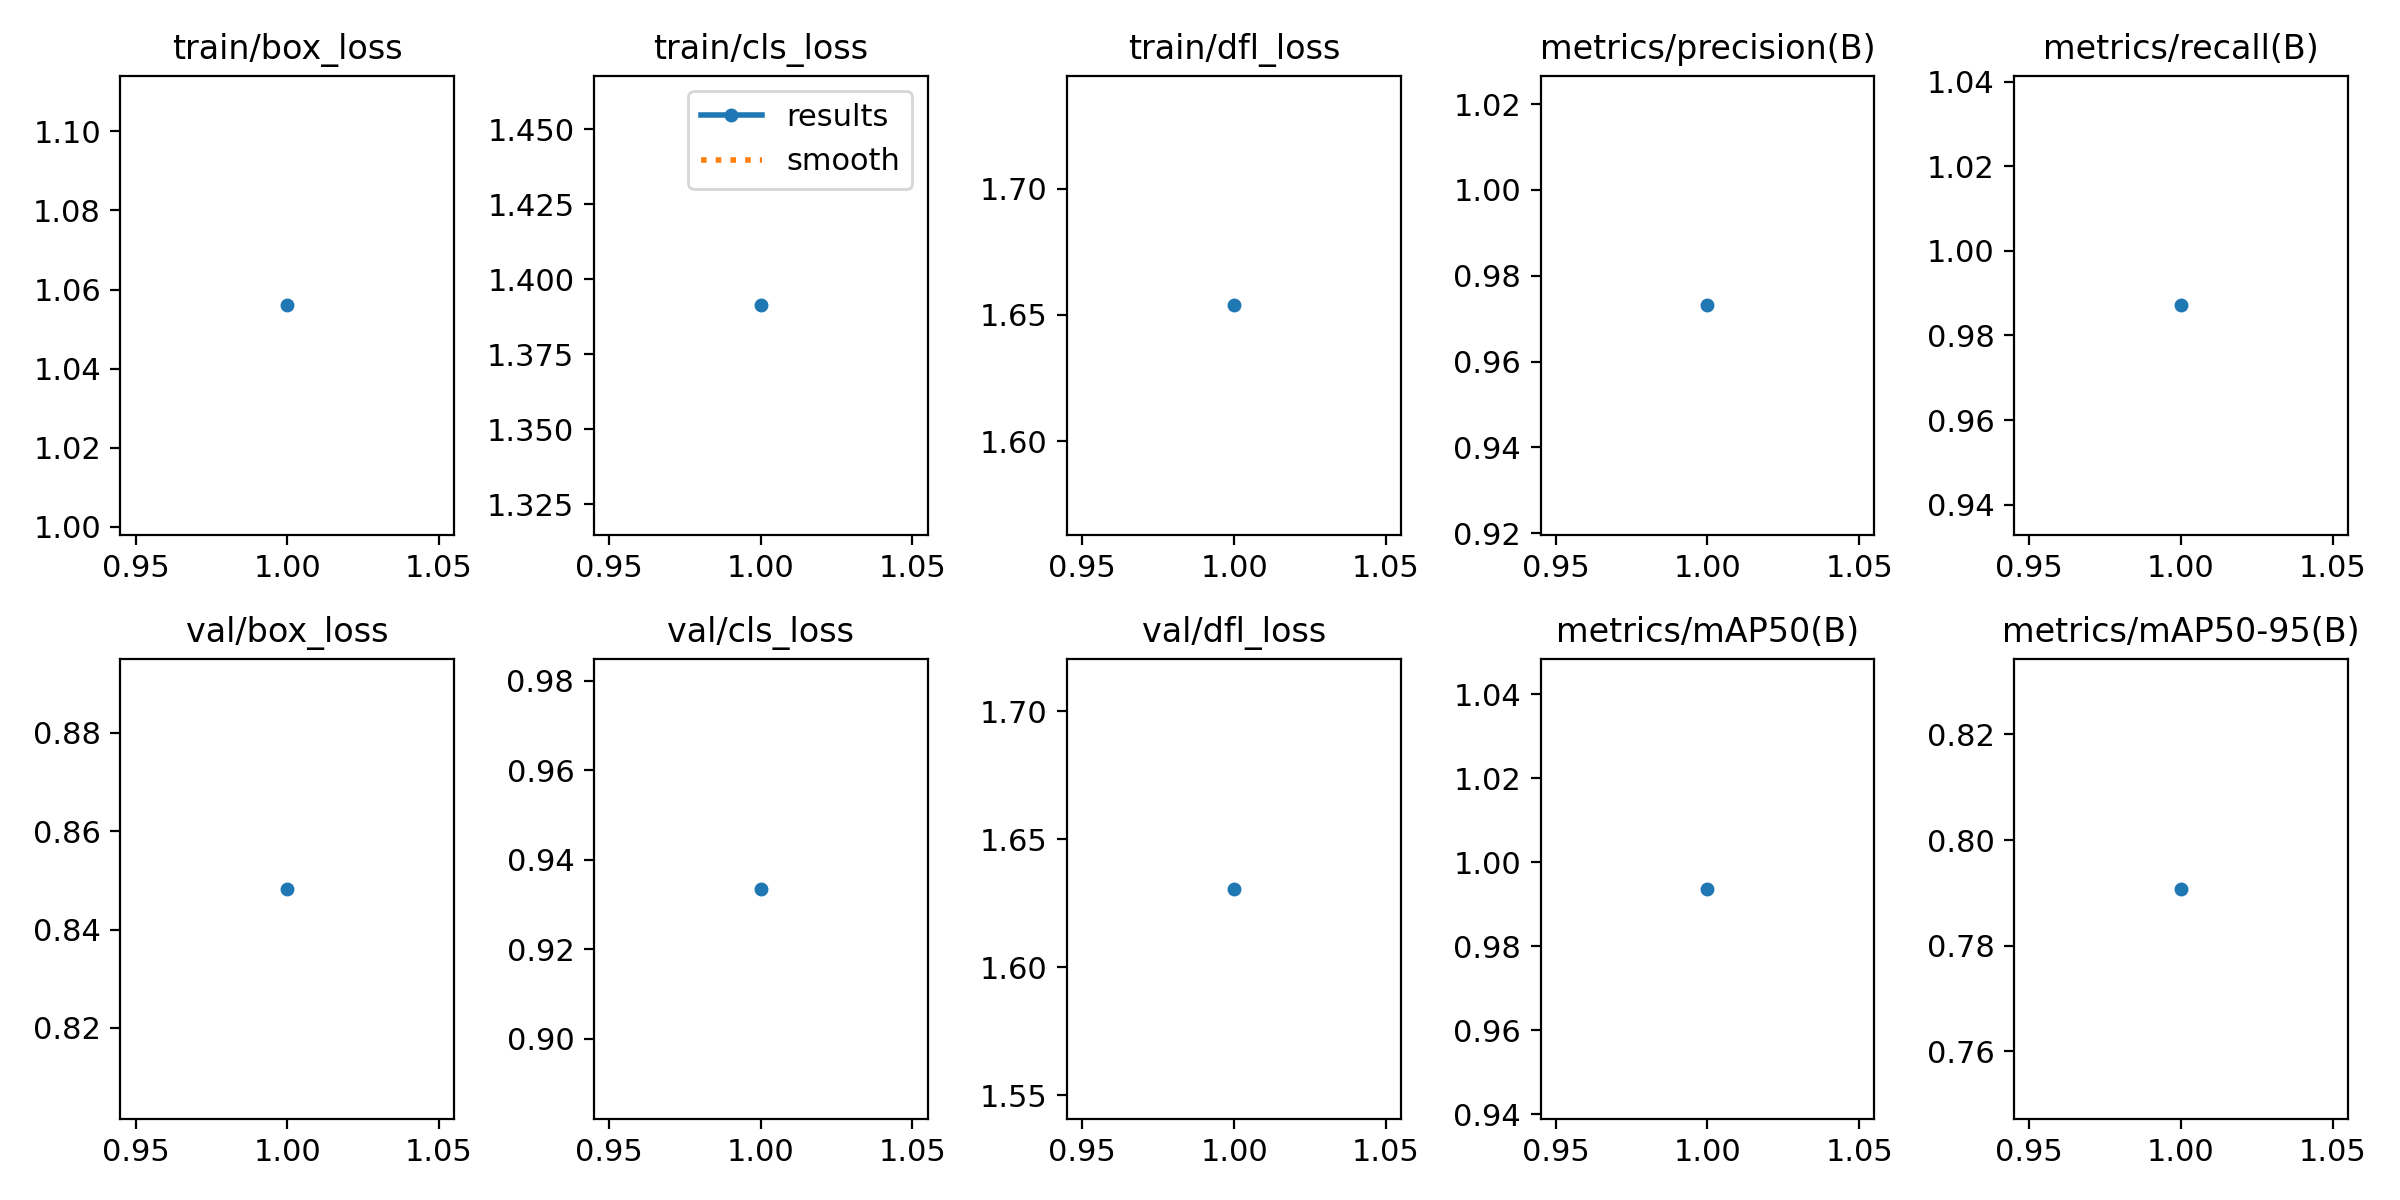 train/box_loss
1.10
1.08
1.06
1.04
1.02
1.00
0.95 1.00 1.05
train/cls_loss
results
smooth
1.450
1.425
1.400
1.375
1.350
1.325
0.95 1.00 1.05
train/dfl_loss
1.70
1.65
1.60
0.95 1.00 1.05
metrics/precision(B)
1.02
1.00
0.98
0.96
0.94
0.92
0.95 1.00 1.05
metrics/recall(B)
1.04
1.02
1.00
0.98
0.96
0.94
0.95 1.00 1.05
val/box_loss
0.88
0.86
0.84
0.82
0.95 1.00 1.05
val/cls_loss
0.98
0.96
0.94
0.92
0.90
0.95 1.00 1.05
val/dfl_loss
1.70
1.65
1.60
1.55
0.95 1.00 1.05
metrics/mAP50(B)
1.04
1.02
1.00
0.98
0.96
0.94
0.95 1.00 1.05
metrics/mAP50-95(B)
0.82
0.80
0.78
0.76
0.95 1.00 1.05